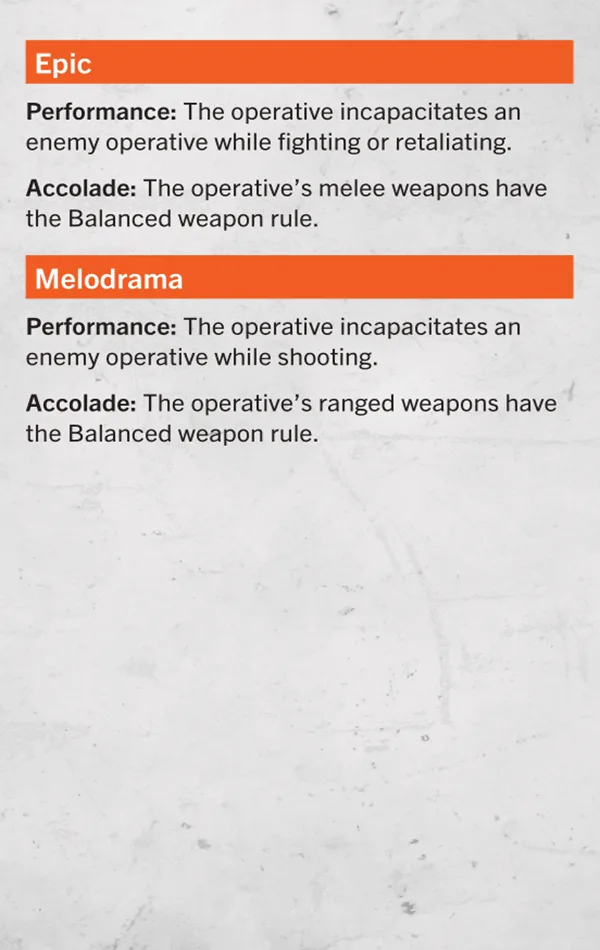 Epic
Performance: The operative incapacitates an
enemy operative while fighting or retaliating.
Accolade: The operative’s melee weapons have
the Balanced weapon rule.
Melodrama
Performance: The operative incapacitates an
enemy operative while shooting.
Accolade: The operative’s ranged weapons have
the Balanced weapon rule.